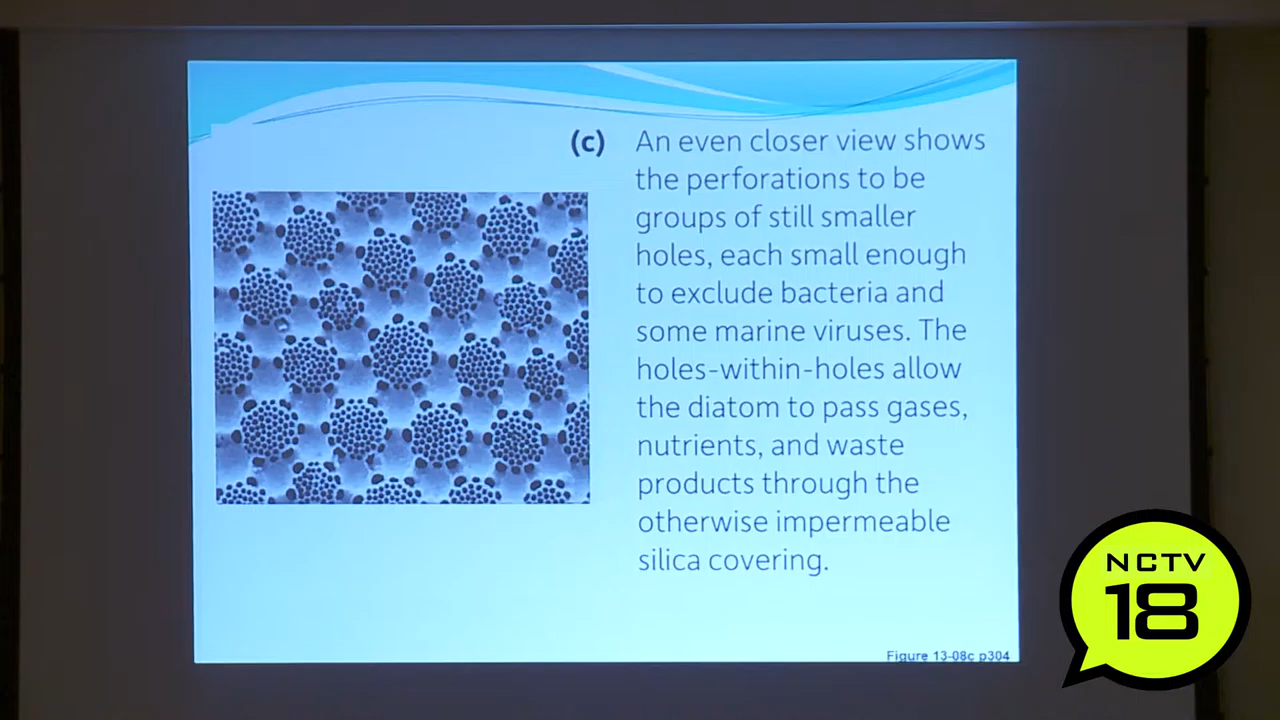 (c) An even closer view shows
the perforations to be
groups of still smaller
holes, each small enough
to exclude bacteria and
some marine viruses. The
holes-within-holes allow
the diatom to pass gases,
nutrients, and waste
products through the
otherwise impermeable
silica covering.
Figure 13-08c p304
NCTV
18